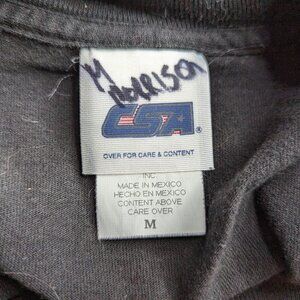 M
MORRISON
CSA®
OVER FOR CARE & CONTENT
INC.
MADE IN MEXICO
HECHO EN MEXICO
CONTENT ABOVE
CARE OVER
M